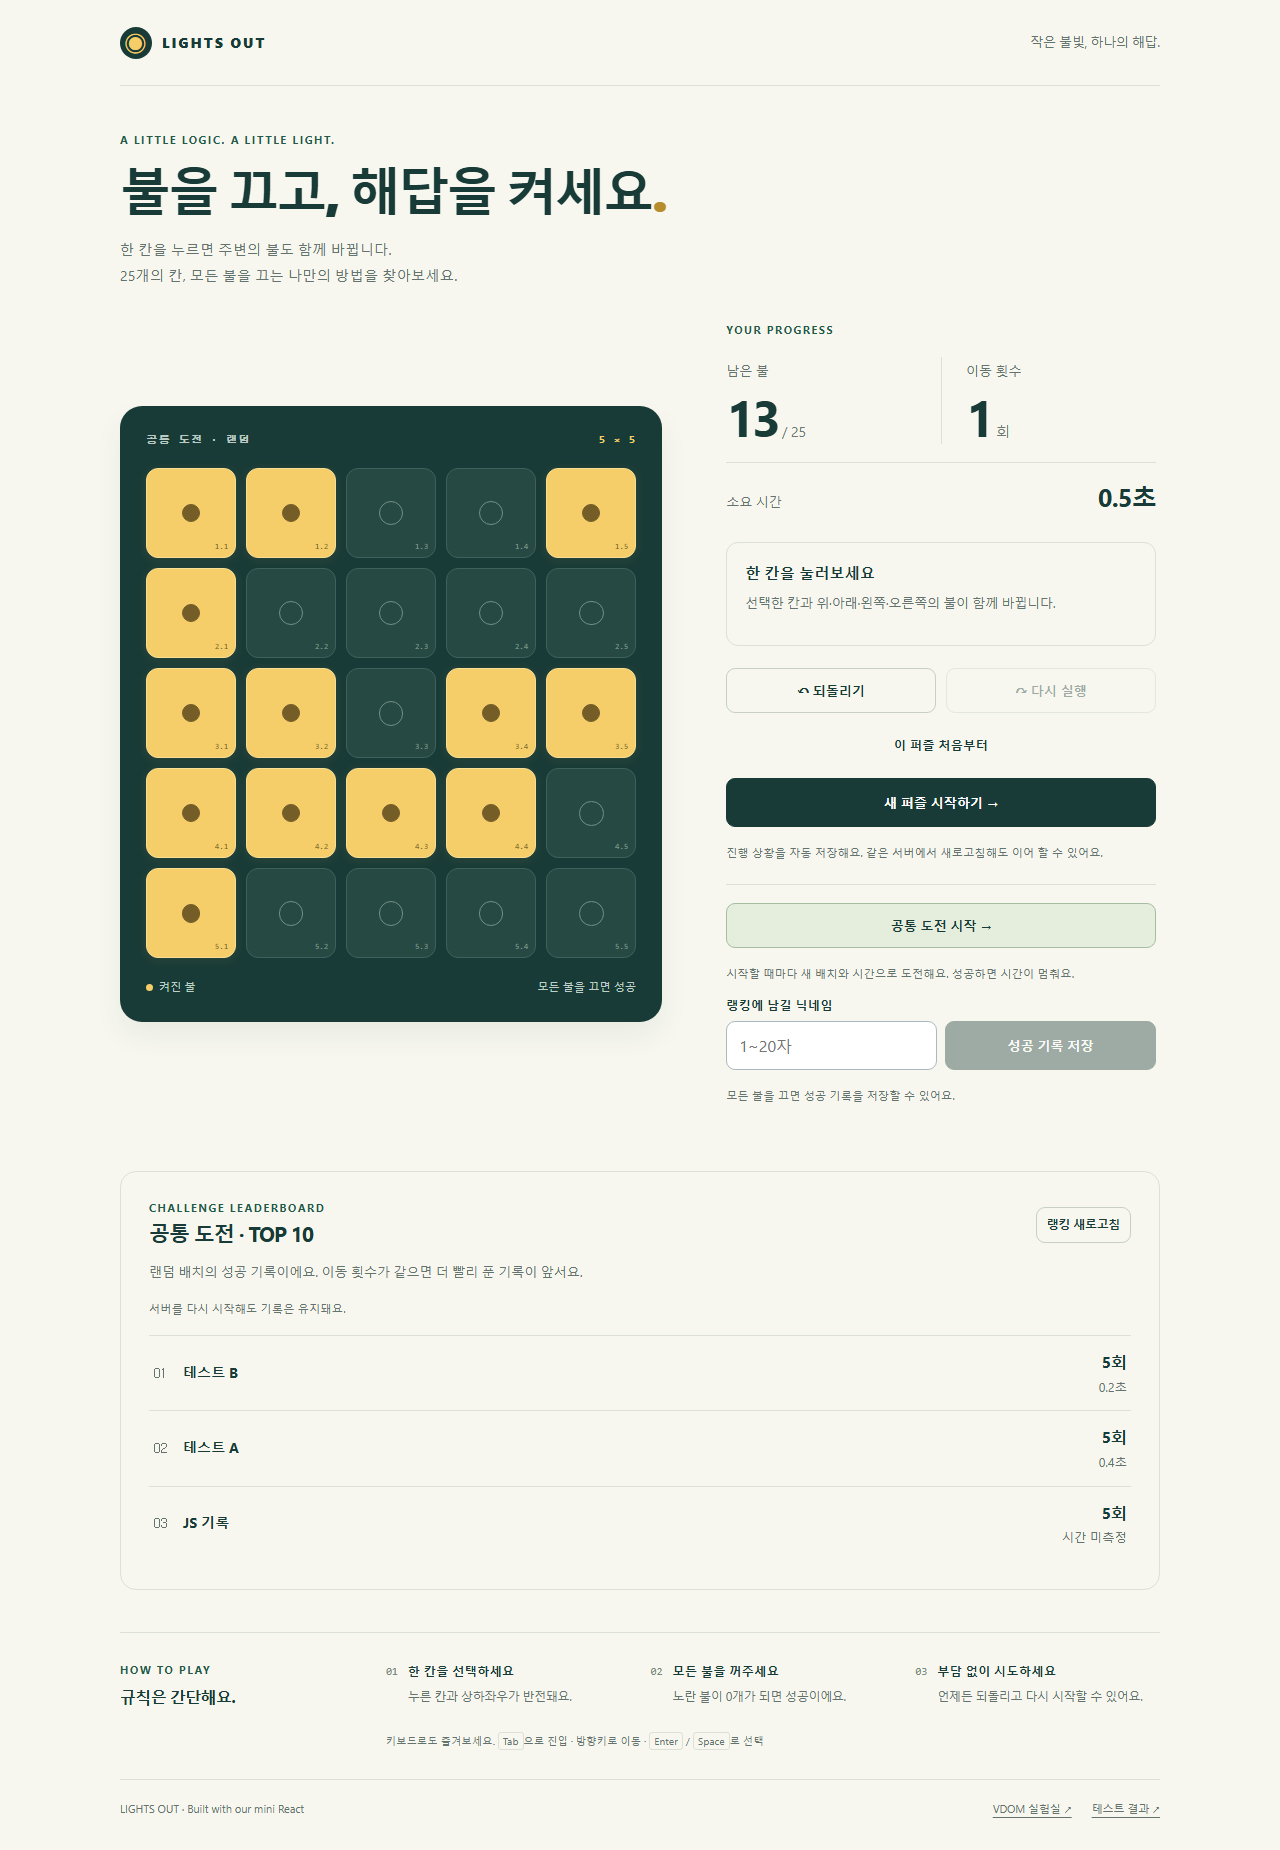 LIGHTS OUT
작은 불빛, 하나의 해답.
A LITTLE LOGIC. A LITTLE LIGHT.
불을 끄고, 해답을 켜세요.
한 칸을 누르면 주변의 불도 함께 바뀝니다.
25개의 칸, 모든 불을 끄는 나만의 방법을 찾아보세요.
공통 도전 · 랜덤
5 × 5
1.1
1.2
1.3
1.4
1.5
2.1
2.2
2.3
2.4
2.5
3.1
3.2
3.3
3.4
3.5
4.1
4.2
4.3
4.4
4.5
5.1
5.2
5.3
5.4
5.5
켜진 불
모든 불을 끄면 성공
YOUR PROGRESS
남은 불
13 / 25
이동 횟수
1 회
소요 시간
0.5초
한 칸을 눌러보세요
선택한 칸과 위·아래·왼쪽·오른쪽의 불이 함께 바뀝니다.
↶ 되돌리기
↷ 다시 실행
이 퍼즐 처음부터
새 퍼즐 시작하기 →
진행 상황을 자동 저장해요. 같은 서버에서 새로고침해도 이어 할 수 있어요.
공통 도전 시작 →
시작할 때마다 새 배치와 시간으로 도전해요. 성공하면 시간이 멈춰요.
랭킹에 남길 닉네임
1~20자
성공 기록 저장
모든 불을 끄면 성공 기록을 저장할 수 있어요.
CHALLENGE LEADERBOARD
공통 도전 · TOP 10
랭킹 새로고침
랜덤 배치의 성공 기록이에요. 이동 횟수가 같으면 더 빨리 푼 기록이 앞서요.
서버를 다시 시작해도 기록은 유지돼요.
01 테스트 B
5회
0.2초
02 테스트 A
5회
0.4초
03 JS 기록
5회
시간 미측정
HOW TO PLAY
규칙은 간단해요.
01 한 칸을 선택하세요
누른 칸과 상하좌우가 반전돼요.
02 모든 불을 꺼주세요
노란 불이 0개가 되면 성공이에요.
03 부담 없이 시도하세요
언제든 되돌리고 다시 시작할 수 있어요.
키보드로도 즐겨보세요. Tab 으로 진입 · 방향키로 이동 · Enter / Space 로 선택
LIGHTS OUT · Built with our mini React
VDOM 실험실 ↗
테스트 결과 ↗